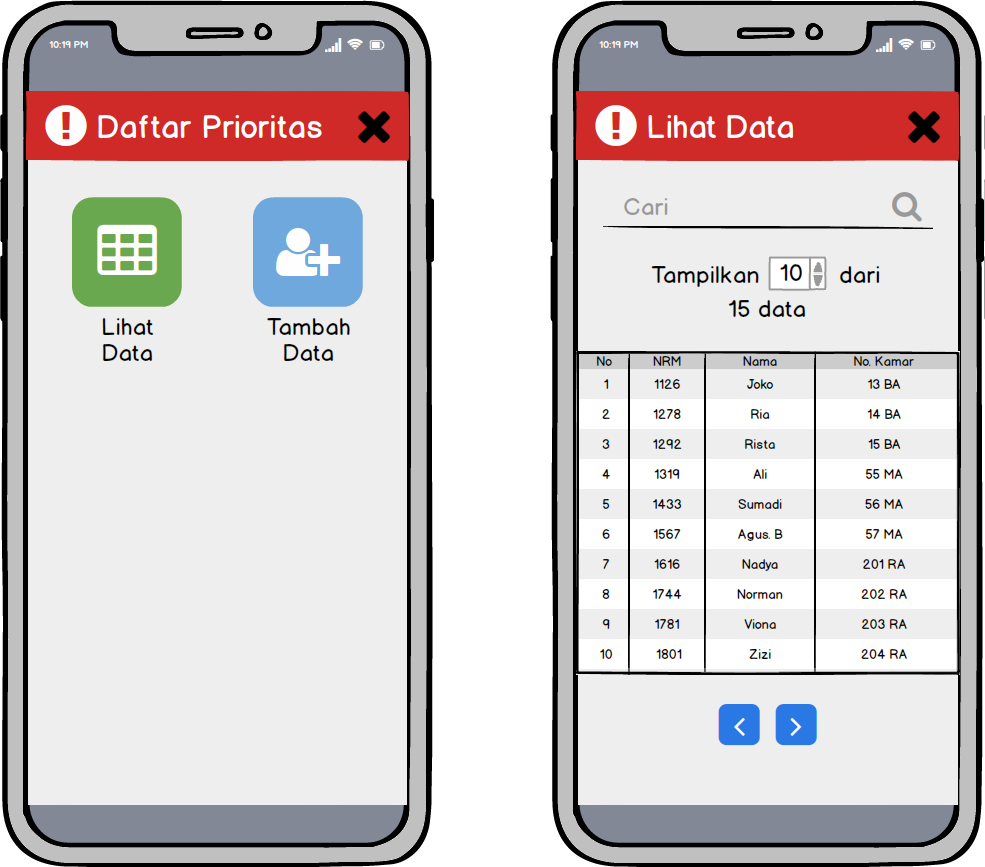 10:19 PM
! Daftar Prioritas
Lihat
Data
Tambah
Data
10:19 PM
! Lihat Data
Cari
Tampilkan 10 dari
15 data
No NRM Nama No. Kamar
1 1126 Joko 13 BA
2 1278 Ria 14 BA
3 1292 Rista 15 BA
4 1319 Ali 55 MA
5 1433 Sumadi 56 MA
6 1567 Agus. B 57 MA
7 1616 Nadya 201 RA
8 1744 Norman 202 RA
9 1781 Viona 203 RA
10 1801 Zizi 204 RA